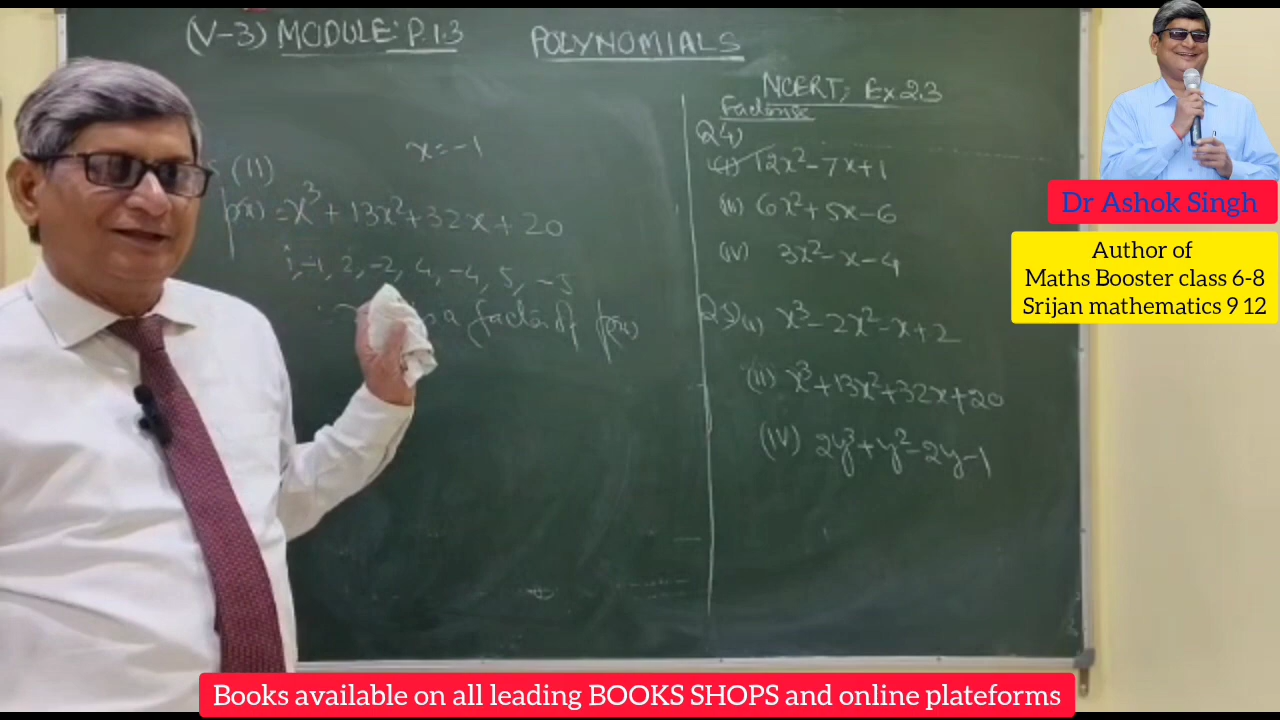 (V-3) MODULE: P.1.3
POLYNOMIALS
NCERT, Ex 2.3
Factorise
Q4)
(i) 12x²-7x+1
(iii) 6x²+5x-6
(iv) 3x²-x-4
Q5)(i) x³-2x²-x+2
(iii) x³+13x²+32x+20
(iv) 2y³+y²-2y-1
x=-1
(ii)
p(x) = x³+13x²+32x+20
1,-1, 2,-2, 4,-4, 5, -5
is a factor of p(x)
Dr Ashok Singh
Author of
Maths Booster class 6-8
Srijan mathematics 9 12
Books available on all leading BOOKS SHOPS and online plateforms